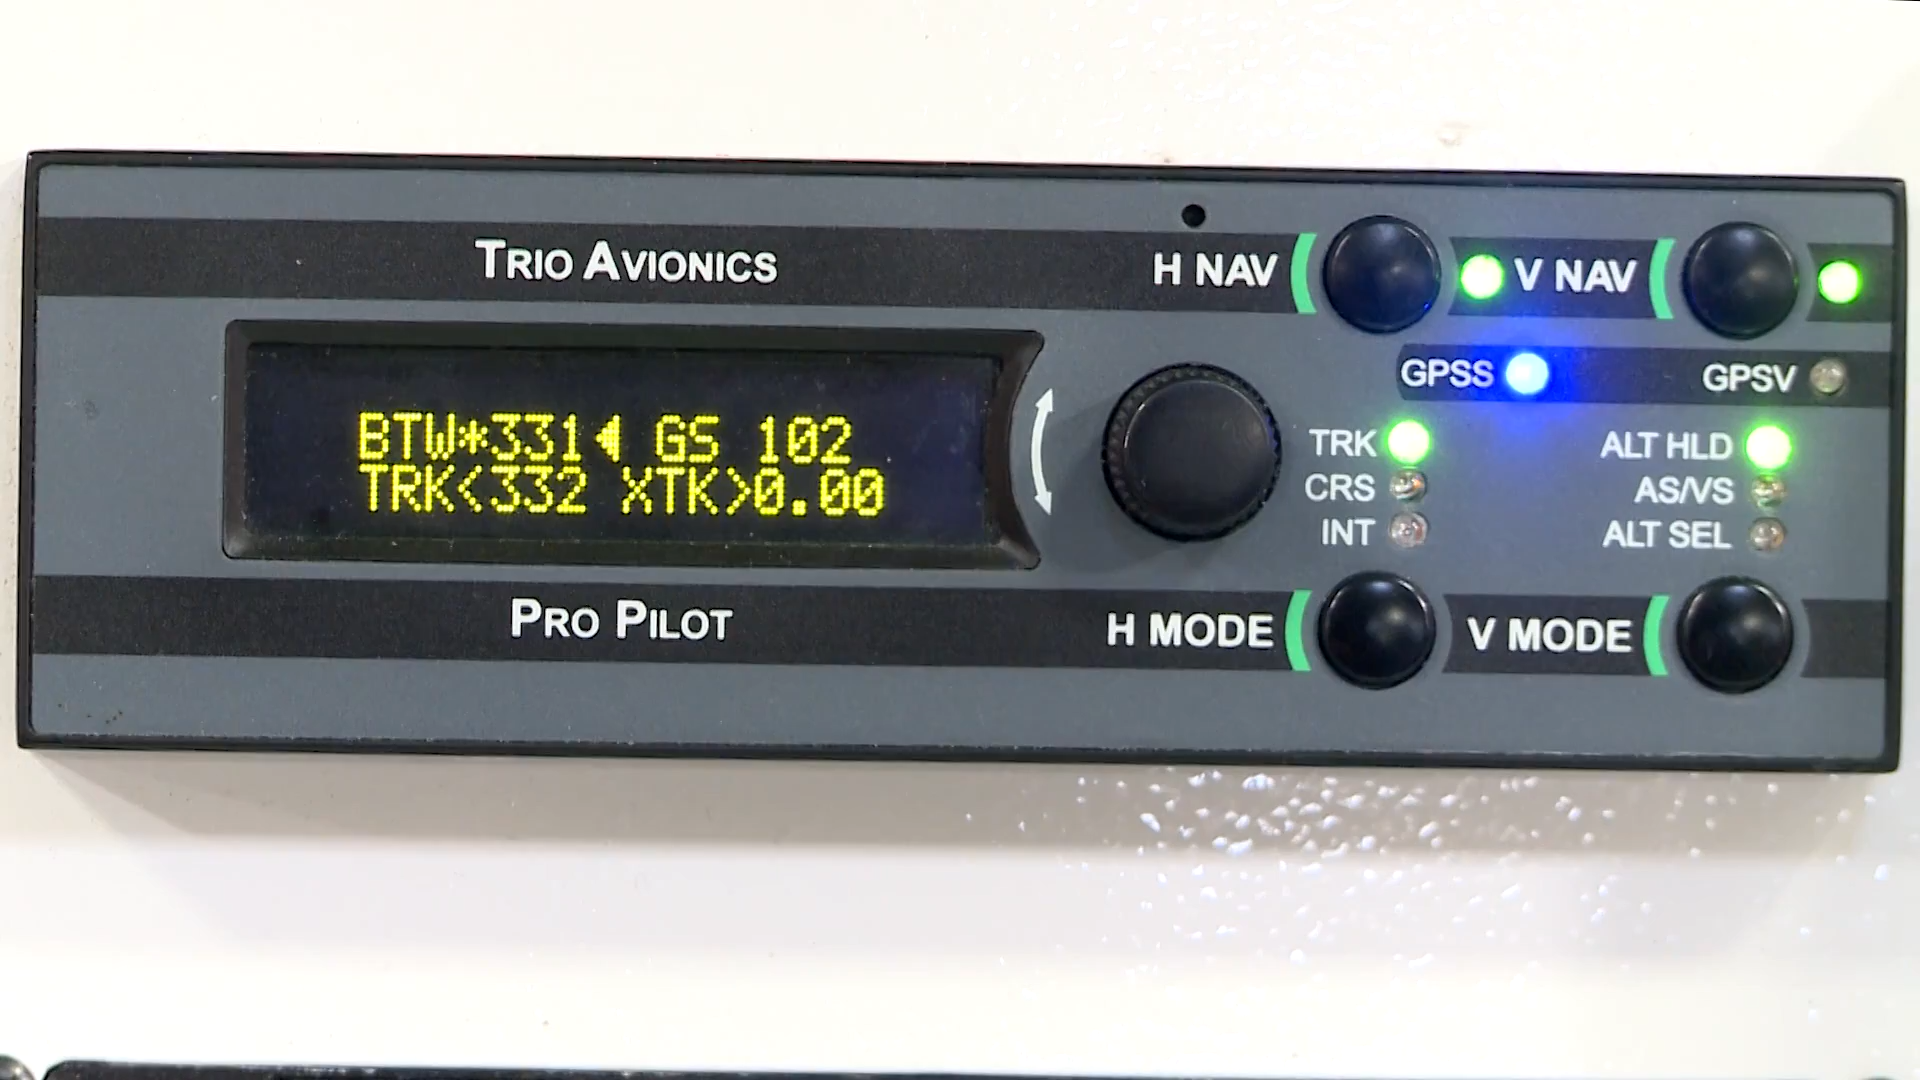 TRIO AVIONICS
H NAV
V NAV
GPSS
GPSV
BTW*331◀ GS 102
TRK<332 XTK>0.00
TRK
CRS
INT
ALT HLD
AS/VS
ALT SEL
PRO PILOT
H MODE
V MODE